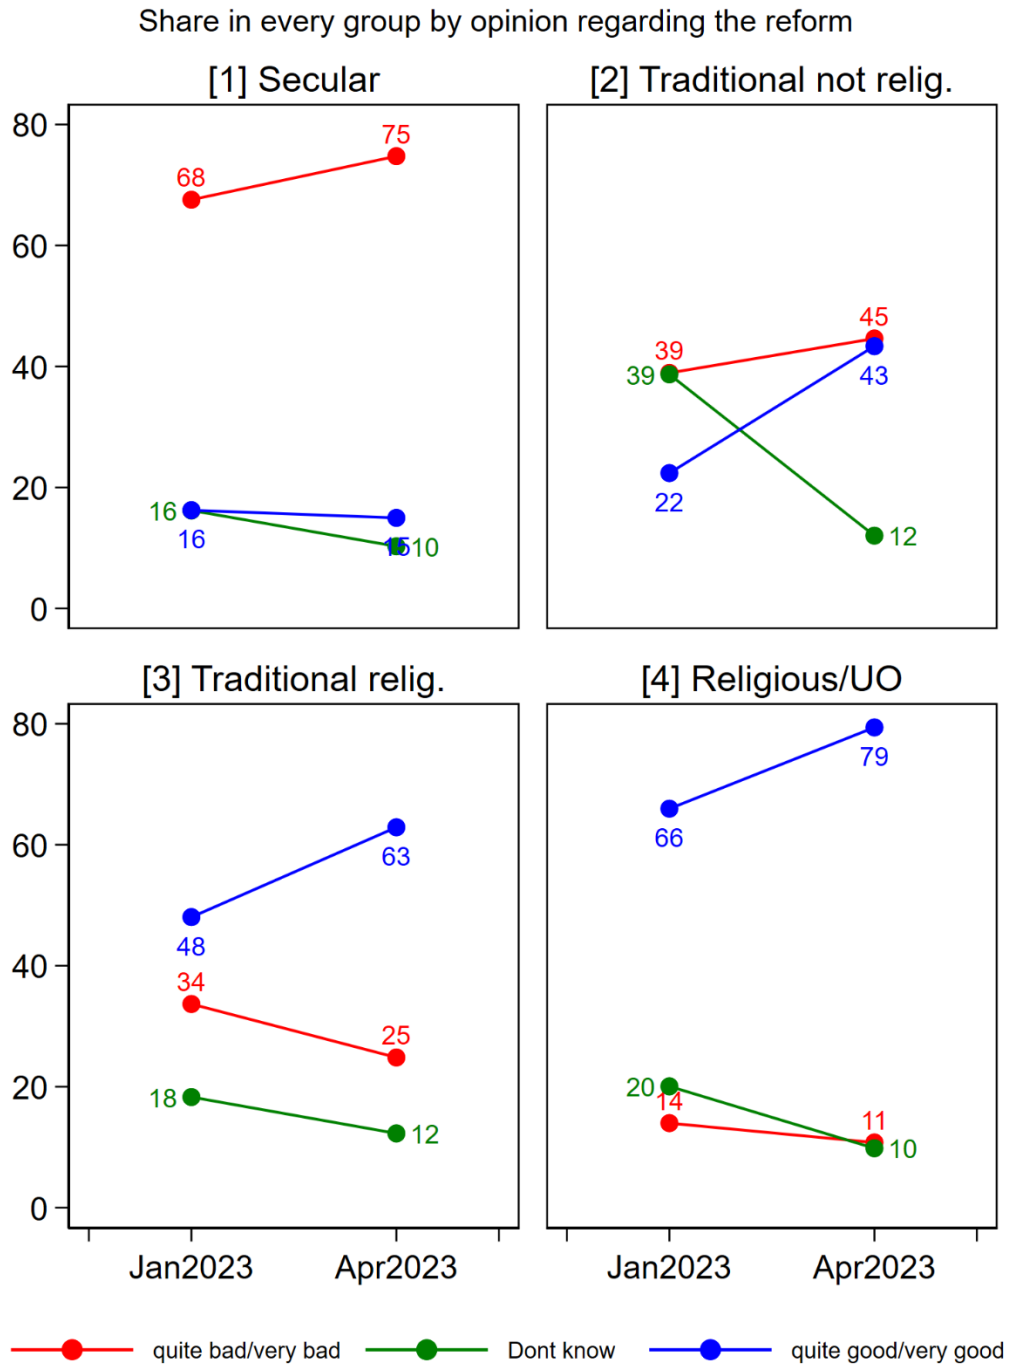 Share in every group by opinion regarding the reform
[1] Secular
[2] Traditional not relig.
80
60
40
20
0
68
75
16
16
15
10
39
39
22
45
43
12
[3] Traditional relig.
[4] Religious/UO
80
60
40
20
0
48
63
34
25
18
12
66
79
20
14
11
10
Jan2023
Apr2023
Jan2023
Apr2023
quite bad/very bad
Dont know
quite good/very good